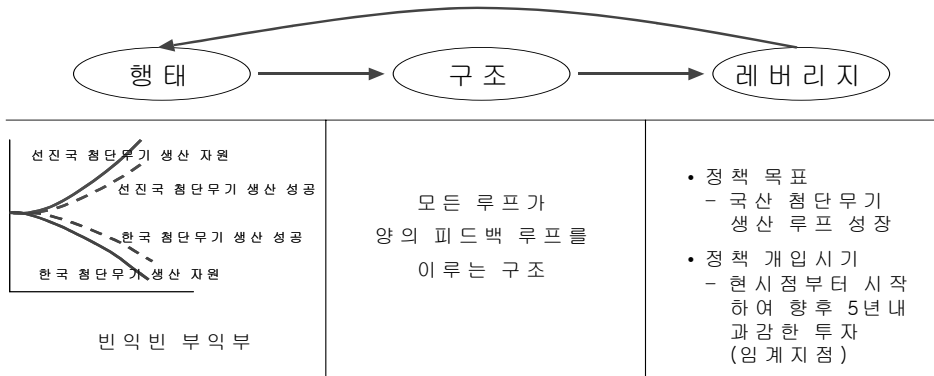 행태
구조
레버리지
선진국 첨단무기 생산 자원
선진국 첨단무기 생산 성공
한국 첨단무기 생산 성공
한국 첨단무기 생산 자원
빈익빈 부익부
모든 루프가
양의 피드백 루프를
이루는 구조
• 정책 목표
– 국산 첨단무기
생산 루프 성장
• 정책 개입시기
– 현시점부터 시작
하여 향후 5년내
과감한 투자
(임계지점)